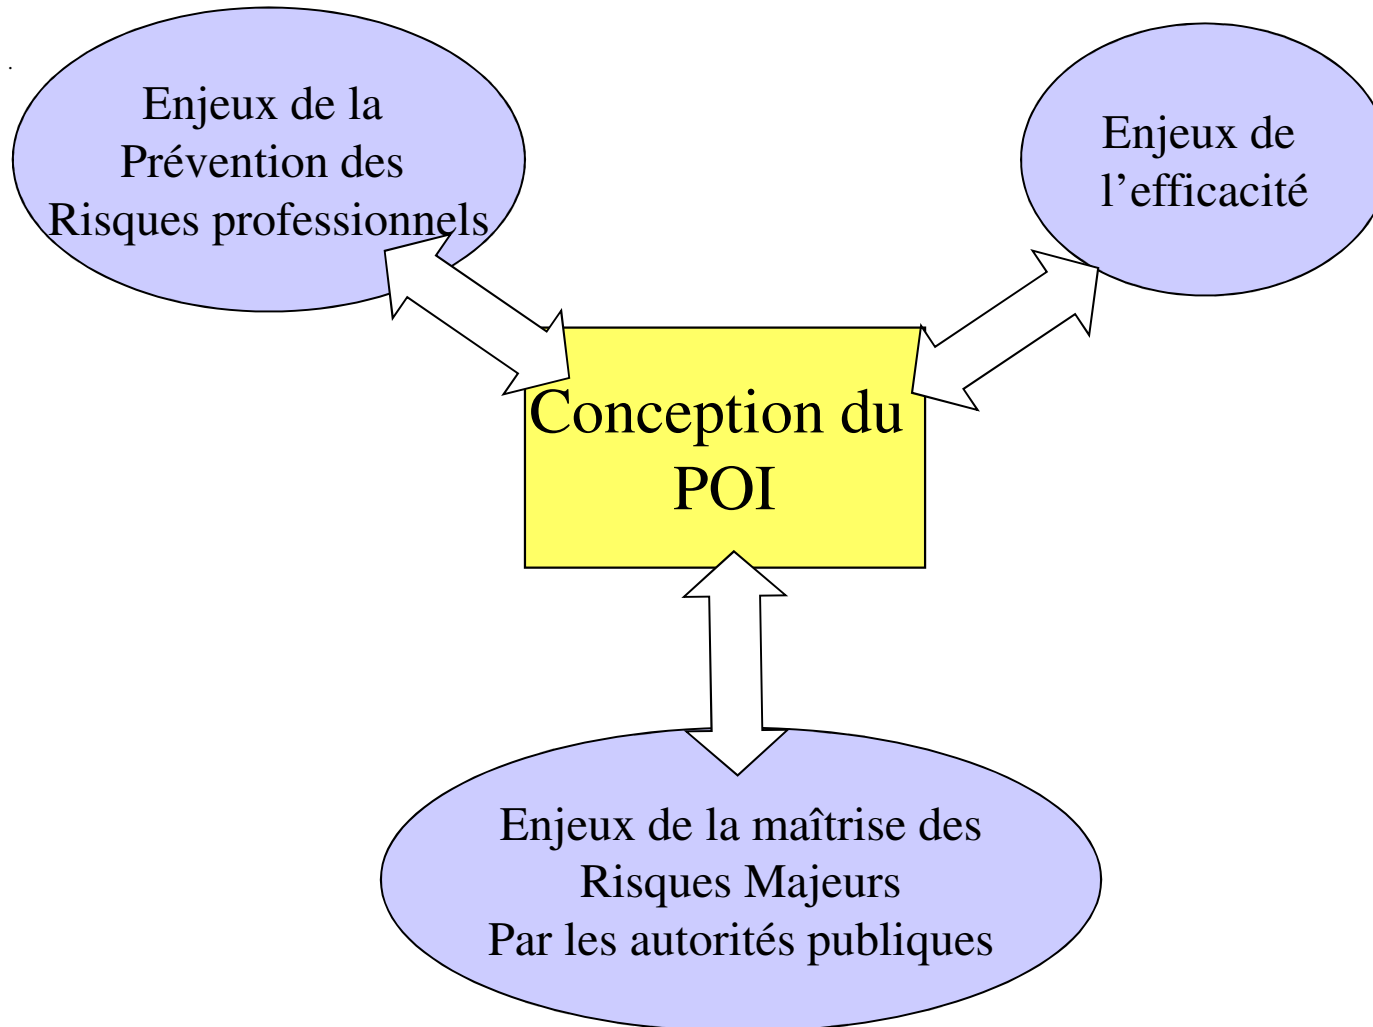 Enjeux de la
Prévention des
Risques professionnels
Enjeux de
l’efficacité
Conception du
POI
Enjeux de la maîtrise des
Risques Majeurs
Par les autorités publiques